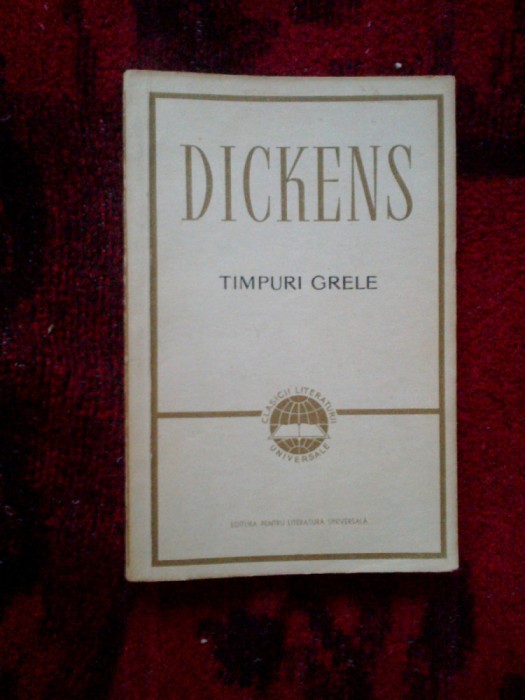 DICKENS
TIMPURI GRELE
CLASICII LITERATURII
UNIVERSALE
EDITURA PENTRU LITERATURA UNIVERSALĂ